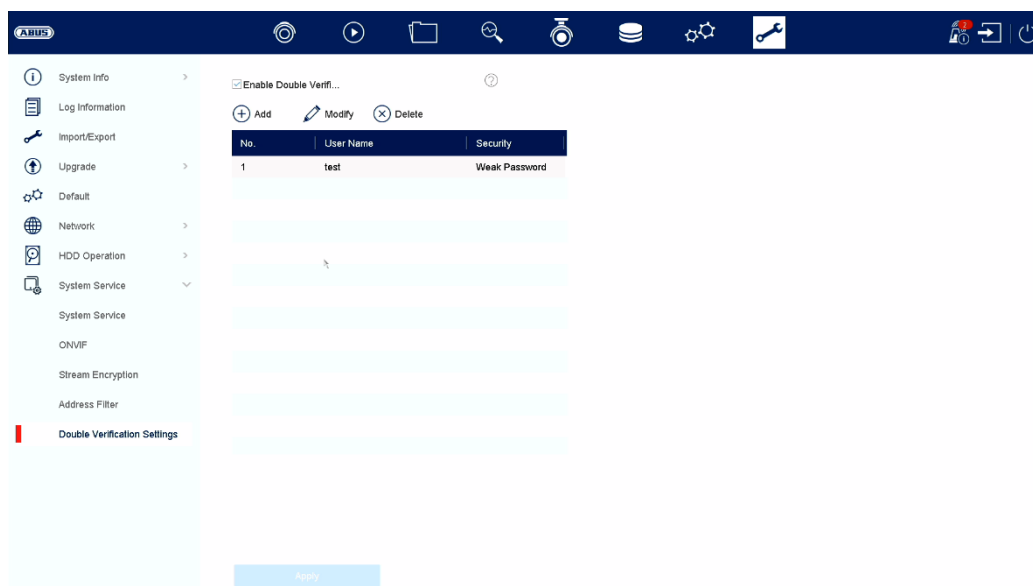 ABUS
2
System Info
Log Information
Import/Export
Upgrade
Default
Network
HDD Operation
System Service
System Service
ONVIF
Stream Encryption
Address Filter
Double Verification Settings
Enable Double Verifi...
Add Modify Delete
No. User Name Security
1 test Weak Password
Apply